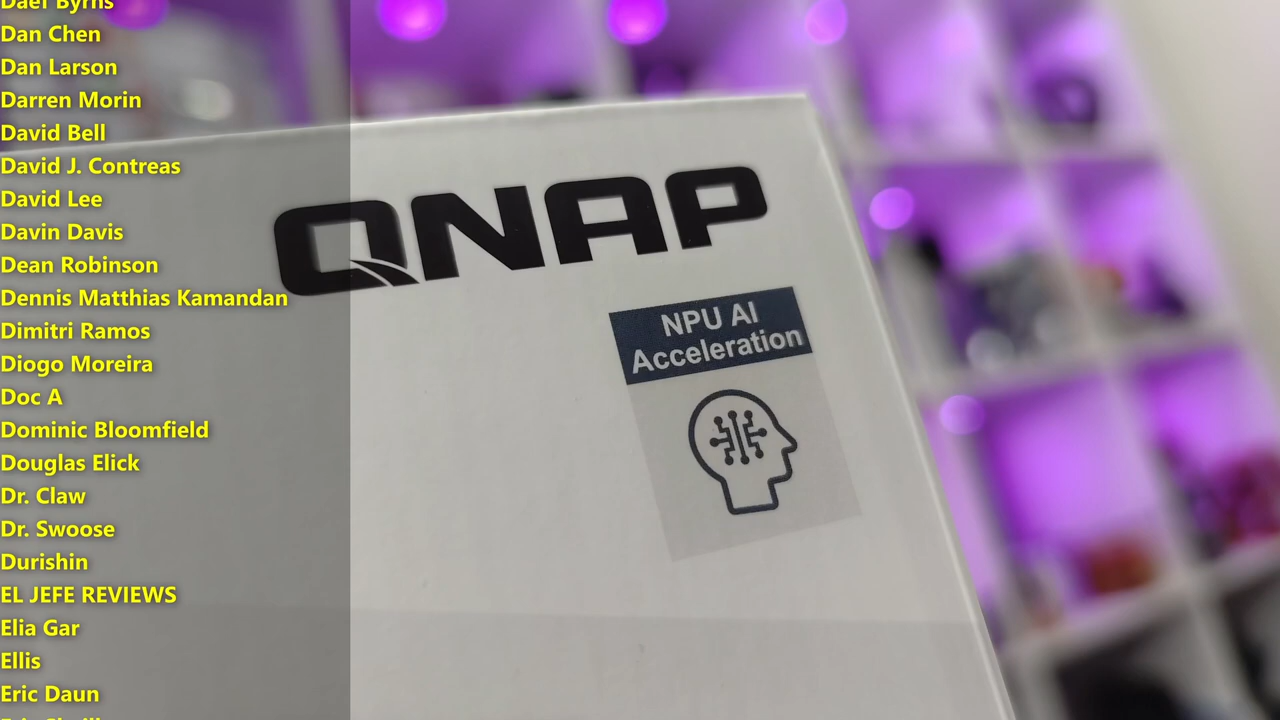 Daef Byrns
Dan Chen
Dan Larson
Darren Morin
David Bell
David J. Contreas
David Lee
Davin Davis
Dean Robinson
Dennis Matthias Kamandan
Dimitri Ramos
Diogo Moreira
Doc A
Dominic Bloomfield
Douglas Elick
Dr. Claw
Dr. Swoose
Durishin
EL JEFE REVIEWS
Elia Gar
Ellis
Eric Daun
QNAP
NPU AI
Acceleration